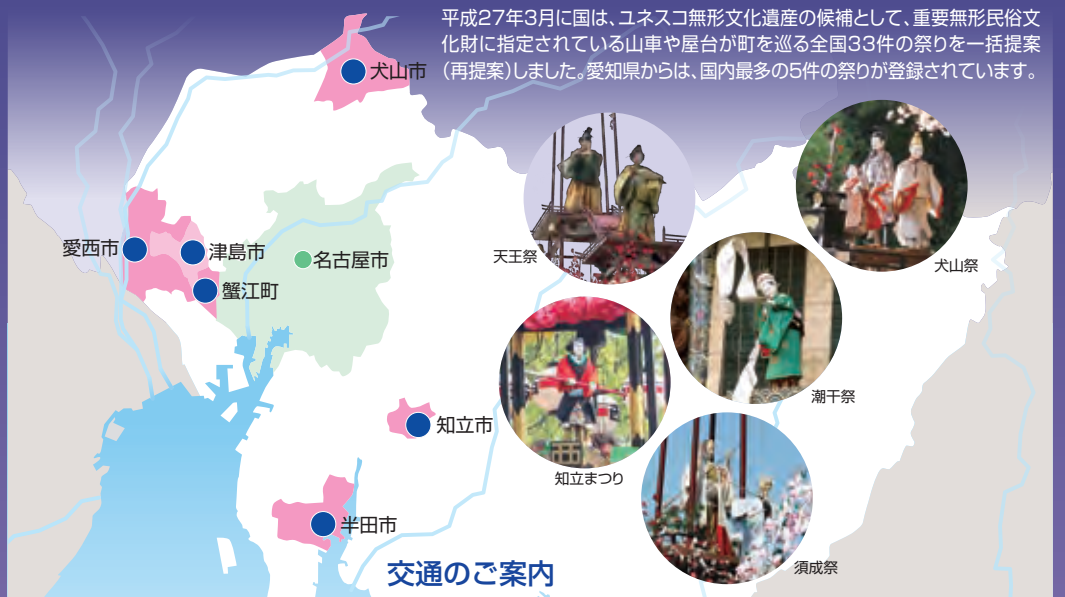 平成27年3月に国は、ユネスコ無形文化遺産の候補として、重要無形民俗文
化財に指定されている山車や屋台が町を巡る全国33件の祭りを一括提案
(再提案)しました。愛知県からは、国内最多の5件の祭りが登録されています。
犬山市
愛西市
津島市
名古屋市
蟹江町
知立市
半田市
天王祭
犬山祭
潮干祭
知立まつり
須成祭
交通のご案内